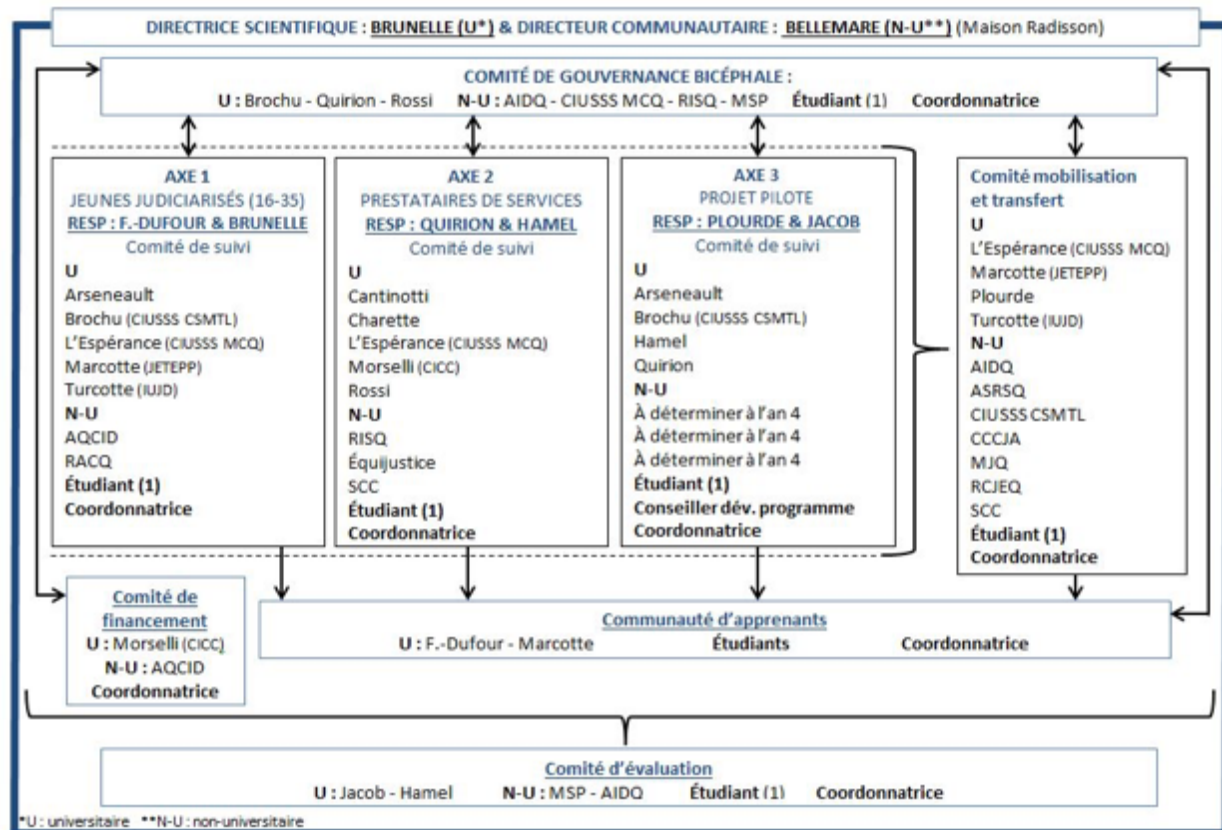 DIRECTRICE SCIENTIFIQUE : BRUNELLE (U*) & DIRECTEUR COMMUNAUTAIRE : BELLEMARE (N-U**) (Maison Radisson)
COMITÉ DE GOUVERNANCE BICÉPHALE :
U : Brochu - Quirion - Rossi N-U : AIDQ - CIUSSS MCQ - RISQ - MSP Étudiant (1) Coordonnatrice
AXE 1
JEUNES JUDICIARISÉS (16-35)
RESP : F.-DUFOUR & BRUNELLE
Comité de suivi
U
Arseneault
Brochu (CIUSSS CSMTL)
L'Espérance (CIUSSS MCQ)
Marcotte (JETEPP)
Turcotte (IUJD)
N-U
AQCID
RACQ
Étudiant (1)
Coordonnatrice
AXE 2
PRESTATAIRES DE SERVICES
RESP : QUIRION & HAMEL
Comité de suivi
U
Cantinotti
Charette
L'Espérance (CIUSSS MCQ)
Morselli (CICC)
Rossi
N-U
RISQ
Équijustice
SCC
Étudiant (1)
Coordonnatrice
AXE 3
PROJET PILOTE
RESP : PLOURDE & JACOB
Comité de suivi
U
Arseneault
Brochu (CIUSSS CSMTL)
Hamel
Quirion
N-U
À déterminer à l'an 4
À déterminer à l'an 4
À déterminer à l'an 4
Étudiant (1)
Conseiller dév. programme
Coordonnatrice
Comité mobilisation
et transfert
U
L'Espérance (CIUSSS MCQ)
Marcotte (JETEPP)
Plourde
Turcotte (IUJD)
N-U
AIDQ
ASRSQ
CIUSSS CSMTL
CCCJA
MJQ
RCJEQ
SCC
Étudiant (1)
Coordonnatrice
Comité de
financement
U : Morselli (CICC)
N-U : AQCID
Coordonnatrice
Communauté d'apprenants
U : F.-Dufour - Marcotte Étudiants Coordonnatrice
Comité d'évaluation
U : Jacob - Hamel N-U : MSP - AIDQ Étudiant (1) Coordonnatrice
*U : universitaire **N-U : non-universitaire